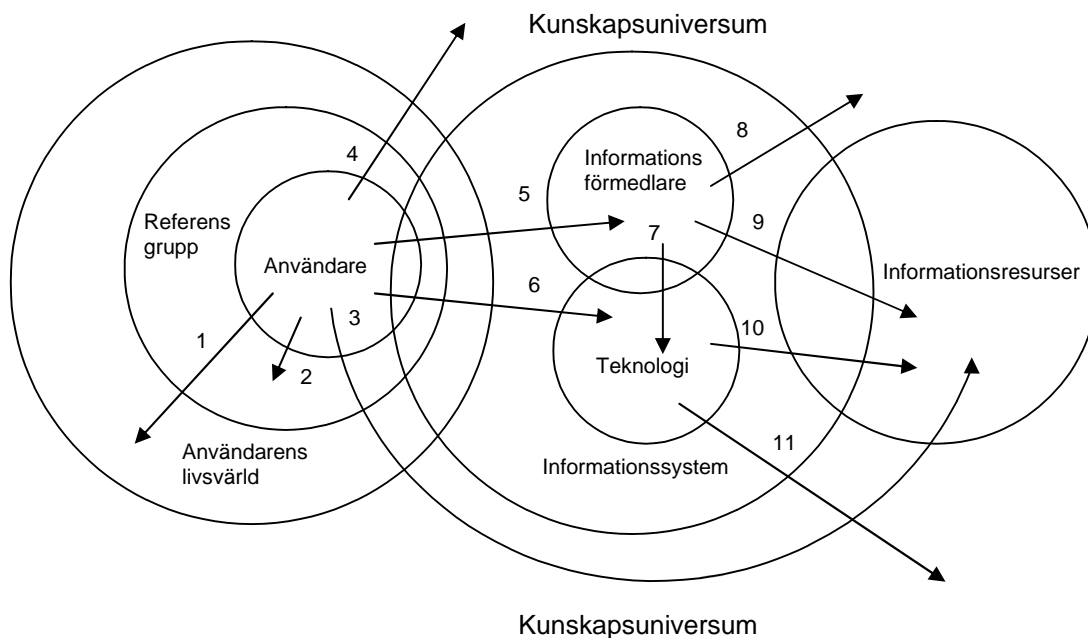 Kunskapsuniversum
4
8
Informations
förmedlare
5
Referens
grupp
9
7
Användare
Informationsresurser
6
3
10
1
2
Teknologi
11
Användarens
livsvärld
Informationssystem
Kunskapsuniversum